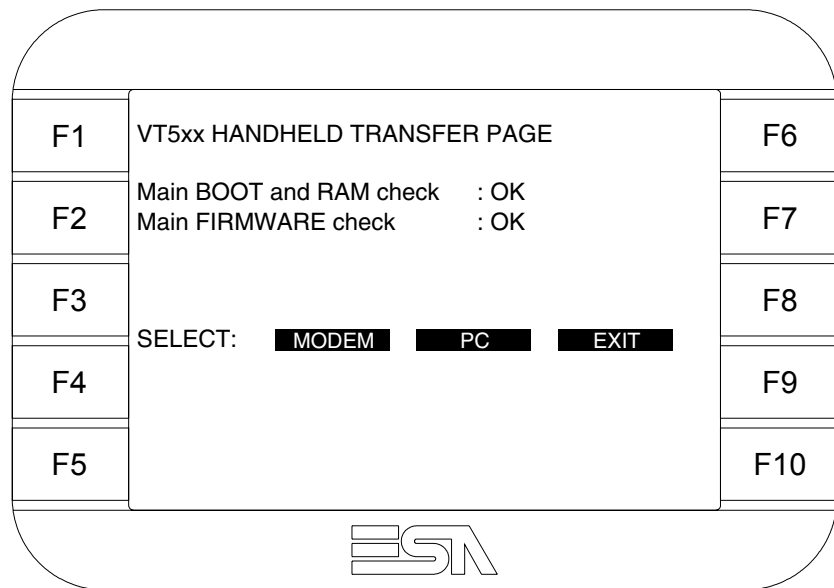 F1
F2
F3
F4
F5
VT5xx HANDHELD TRANSFER PAGE
Main BOOT and RAM check : OK
Main FIRMWARE check : OK
SELECT: MODEM PC EXIT
F6
F7
F8
F9
F10
ESA